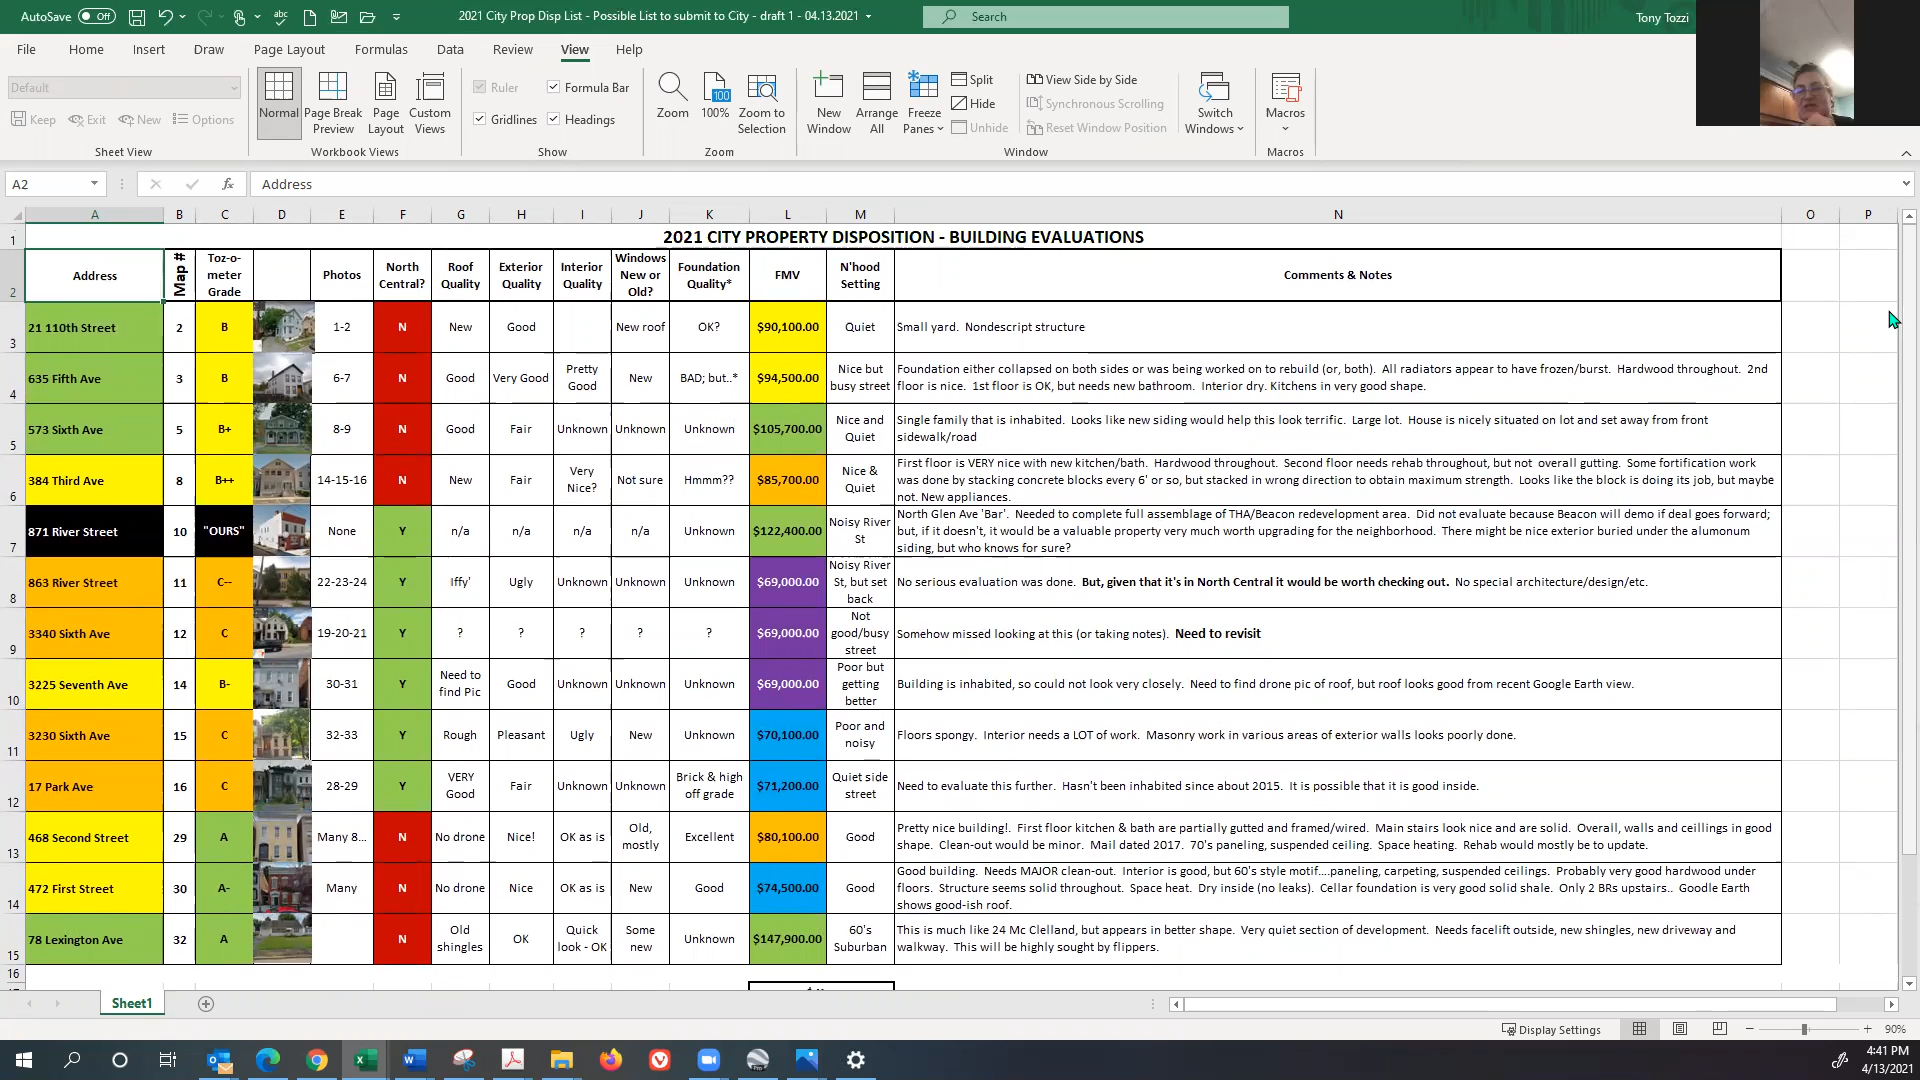 AutoSave Off
2021 City Prop Disp List - Possible List to submit to City - draft 1 - 04.13.2021
Search
Tony Tozzi
File Home Insert Draw Page Layout Formulas Data Review View Help
Default
Keep Exit New Options
Sheet View
Normal
Page Break Preview
Page Layout
Custom Views
Workbook Views
Ruler Formula Bar
Gridlines Headings
Show
Zoom
100%
Zoom to Selection
Zoom
New Window
Arrange All
Freeze Panes
Split
Hide
Unhide
View Side by Side
Synchronous Scrolling
Reset Window Position
Switch Windows
Window
Macros
Macros
A2 fx Address
A B C D E F G H I J K L M N O P
1 2021 CITY PROPERTY DISPOSITION - BUILDING EVALUATIONS
2 Address Map # Toz-o-meter Grade Photos North Central? Roof Quality Exterior Quality Interior Quality Windows New or Old? Foundation Quality* FMV N'hood Setting Comments & Notes
3 21 110th Street 2 B 1-2 N New Good New roof OK? $90,100.00 Quiet Small yard. Nondescript structure
4 635 Fifth Ave 3 B 6-7 N Good Very Good Pretty Good New BAD; but..* $94,500.00 Nice but busy street Foundation either collapsed on both sides or was being worked on to rebuild (or, both). All radiators appear to have frozen/burst. Hardwood throughout. 2nd floor is nice. 1st floor is OK, but needs new bathroom. Interior dry. Kitchens in very good shape.
5 573 Sixth Ave 5 B+ 8-9 N Good Fair Unknown Unknown Unknown $105,700.00 Nice and Quiet Single family that is inhabited. Looks like new siding would help this look terrific. Large lot. House is nicely situated on lot and set away from front sidewalk/road
6 384 Third Ave 8 B++ 14-15-16 N New Fair Very Nice? Not sure Hmmm?? $85,700.00 Nice & Quiet First floor is VERY nice with new kitchen/bath. Hardwood throughout. Second floor needs rehab throughout, but not overall gutting. Some fortification work was done by stacking concrete blocks every 6' or so, but stacked in wrong direction to obtain maximum strength. Looks like the block is doing its job, but maybe not. New appliances.
7 871 River Street 10 "OURS" None Y n/a n/a n/a n/a Unknown $122,400.00 Noisy River St North Glen Ave 'Bar'. Needed to complete full assemblage of THA/Beacon redevelopment area. Did not evaluate because Beacon will demo if deal goes forward; but, if it doesn't, it would be a valuable property very much worth upgrading for the neighborhood. There might be nice exterior buried under the alumonum siding, but who knows for sure?
8 863 River Street 11 C-- 22-23-24 Y Iffy' Ugly Unknown Unknown Unknown $69,000.00 Noisy River St, but set back No serious evaluation was done. But, given that it's in North Central it would be worth checking out. No special architecture/design/etc.
9 3340 Sixth Ave 12 C 19-20-21 Y ? ? ? ? ? $69,000.00 Not good/busy street Somehow missed looking at this (or taking notes). Need to revisit
10 3225 Seventh Ave 14 B- 30-31 Y Need to find Pic Good Unknown Unknown Unknown $69,000.00 Poor but getting better Building is inhabited, so could not look very closely. Need to find drone pic of roof, but roof looks good from recent Google Earth view.
11 3230 Sixth Ave 15 C 32-33 Y Rough Pleasant Ugly New Unknown $70,100.00 Poor and noisy Floors spongy. Interior needs a LOT of work. Masonry work in various areas of exterior walls looks poorly done.
12 17 Park Ave 16 C 28-29 Y VERY Good Fair Unknown Unknown Brick & high off grade $71,200.00 Quiet side street Need to evaluate this further. Hasn't been inhabited since about 2015. It is possible that it is good inside.
13 468 Second Street 29 A Many 8... N No drone Nice! OK as is Old, mostly Excellent $80,100.00 Good Pretty nice building!. First floor kitchen & bath are partially gutted and framed/wired. Main stairs look nice and are solid. Overall, walls and ceillings in good shape. Clean-out would be minor. Mail dated 2017. 70's paneling, suspended ceiling. Space heating. Rehab would mostly be to update.
14 472 First Street 30 A- Many N No drone Nice OK as is New Good $74,500.00 Good Good building. Needs MAJOR clean-out. Interior is good, but 60's style motif....paneling, carpeting, suspended ceilings. Probably very good hardwood under floors. Structure seems solid throughout. Space heat. Dry inside (no leaks). Cellar foundation is very good solid shale. Only 2 BRs upstairs.. Goodle Earth shows good-ish roof.
15 78 Lexington Ave 32 A N Old shingles OK Quick look - OK Some new Unknown $147,900.00 60's Suburban This is much like 24 Mc Clelland, but appears in better shape. Very quiet section of development. Needs facelift outside, new shingles, new driveway and walkway. This will be highly sought by flippers.
16
Sheet1
Display Settings 90%
4:41 PM
4/13/2021